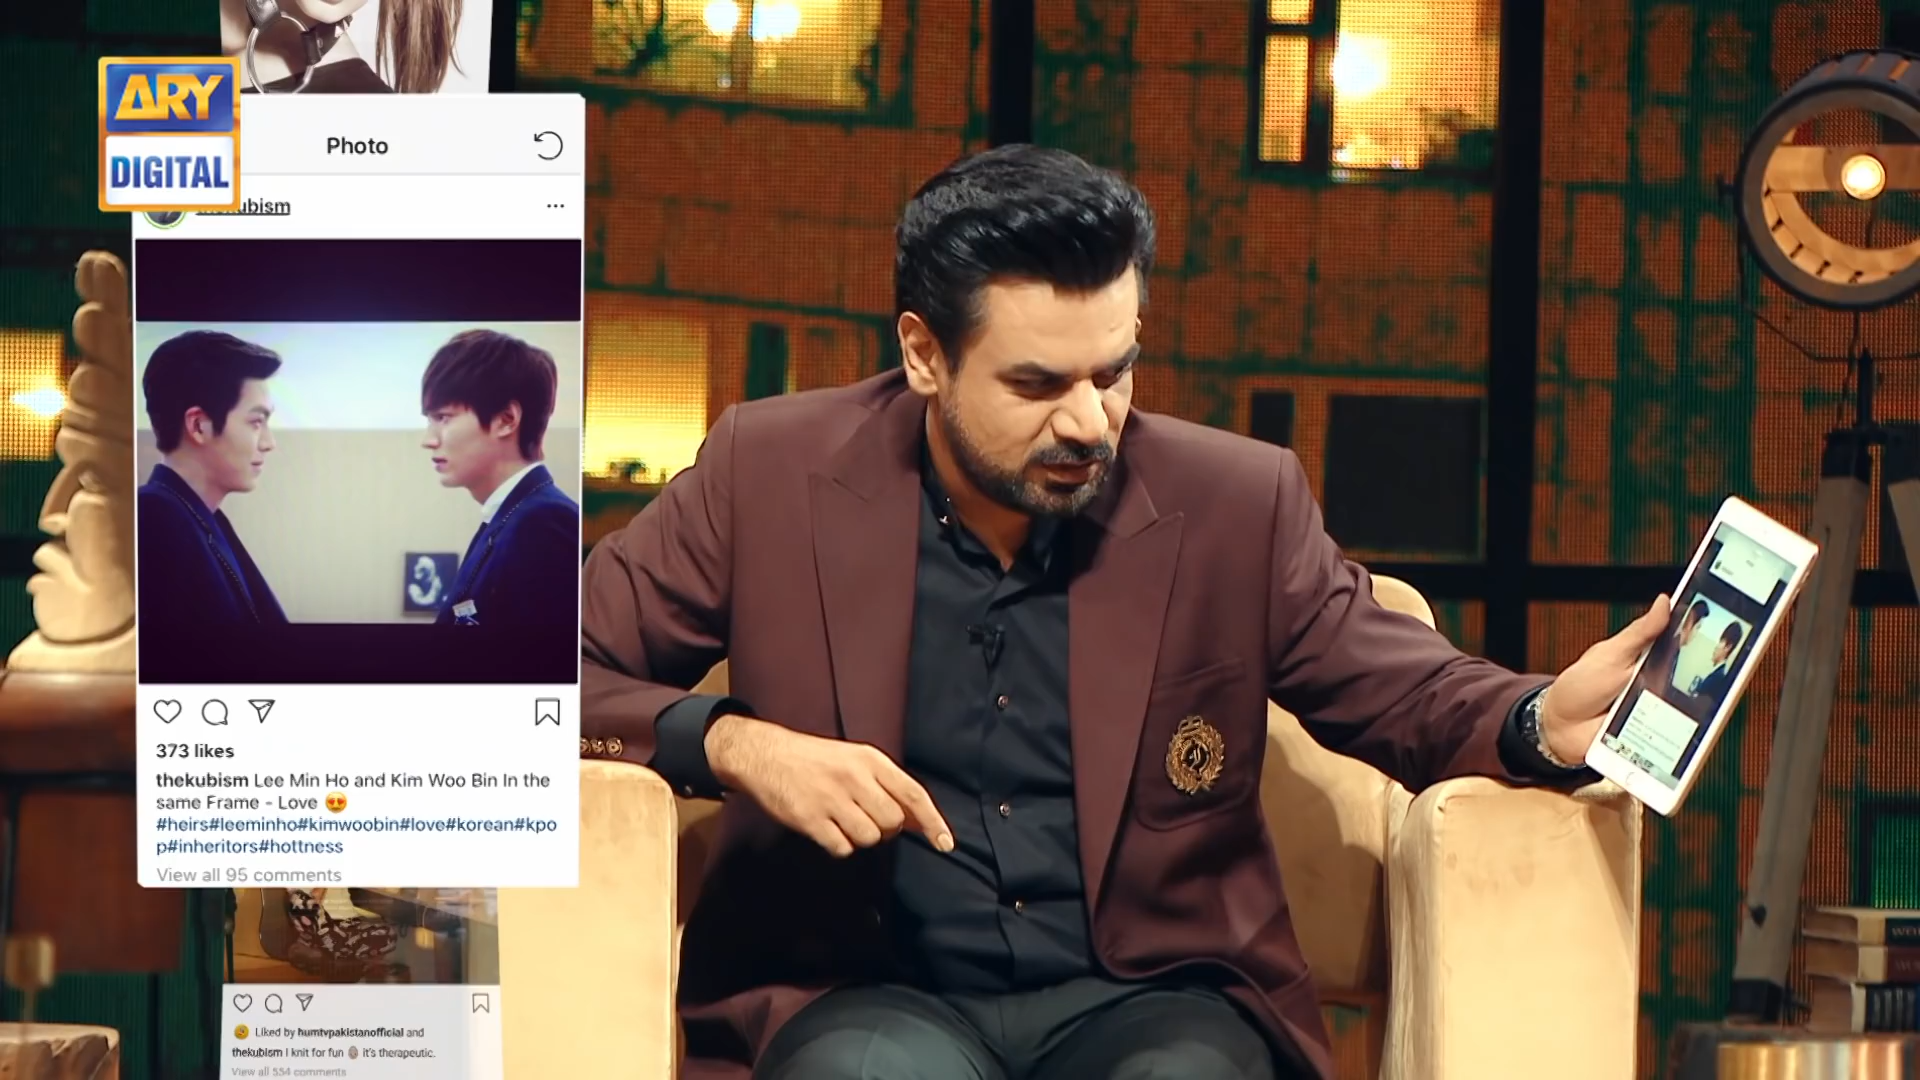 ARY
DIGITAL
Photo
thekubism
373 likes
thekubism Lee Min Ho and Kim Woo Bin In the
same Frame - Love 😍
#heirs#leeminho#kimwoobin#love#korean#kpo
p#inheritors#hottness
View all 95 comments
Liked by humtvpakistanofficial and
thekubism I knit for fun it's therapeutic.
View all 554 comments